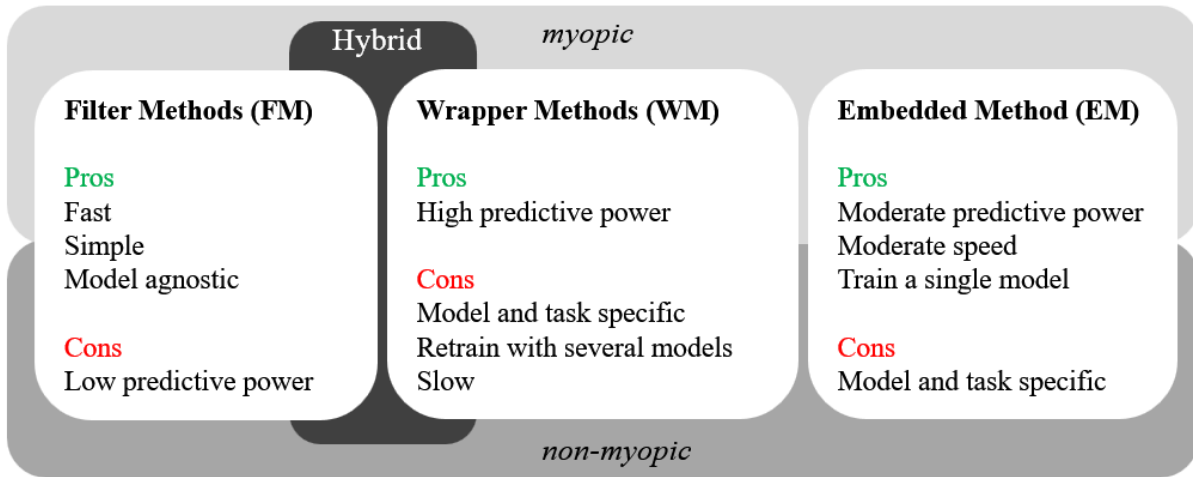 Hybrid
myopic
Filter Methods (FM)
Pros
Fast
Simple
Model agnostic
Cons
Low predictive power
Wrapper Methods (WM)
Pros
High predictive power
Cons
Model and task specific
Retrain with several models
Slow
Embedded Method (EM)
Pros
Moderate predictive power
Moderate speed
Train a single model
Cons
Model and task specific
non-myopic